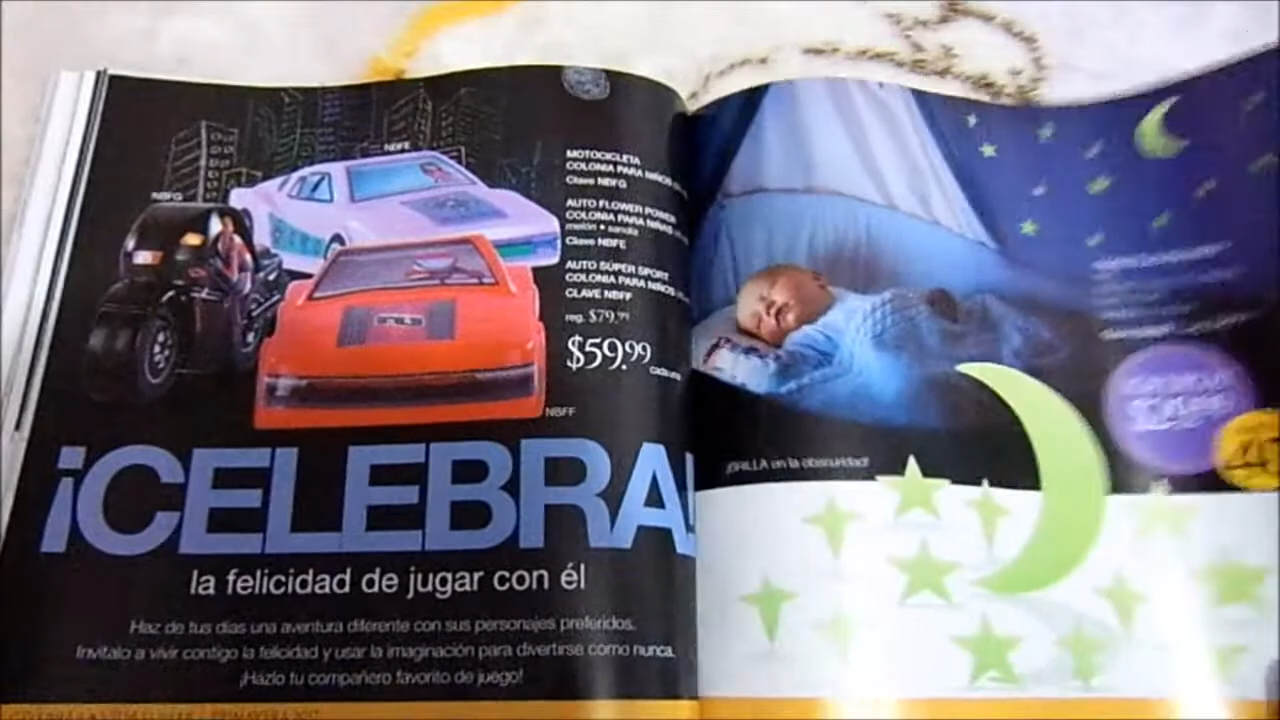 NBFE
NBFG
MOTOCICLETA
COLONIA PARA NIÑOS
Clave NBFG
AUTO FLOWER POWER
COLONIA PARA NIÑAS
melón • sandía
Clave NBFE
AUTO SÚPER SPORT
COLONIA PARA NIÑOS
CLAVE NBFF
reg. $79.99
$59.99
cada uno
NBFF
¡CELEBRA!
la felicidad de jugar con él
Haz de tus días una aventura diferente con sus personajes preferidos.
Invítalo a vivir contigo la felicidad y usar la imaginación para divertirse como nunca.
¡Hazlo tu compañero favorito de juego!
¡BRILLA en la obscuridad!